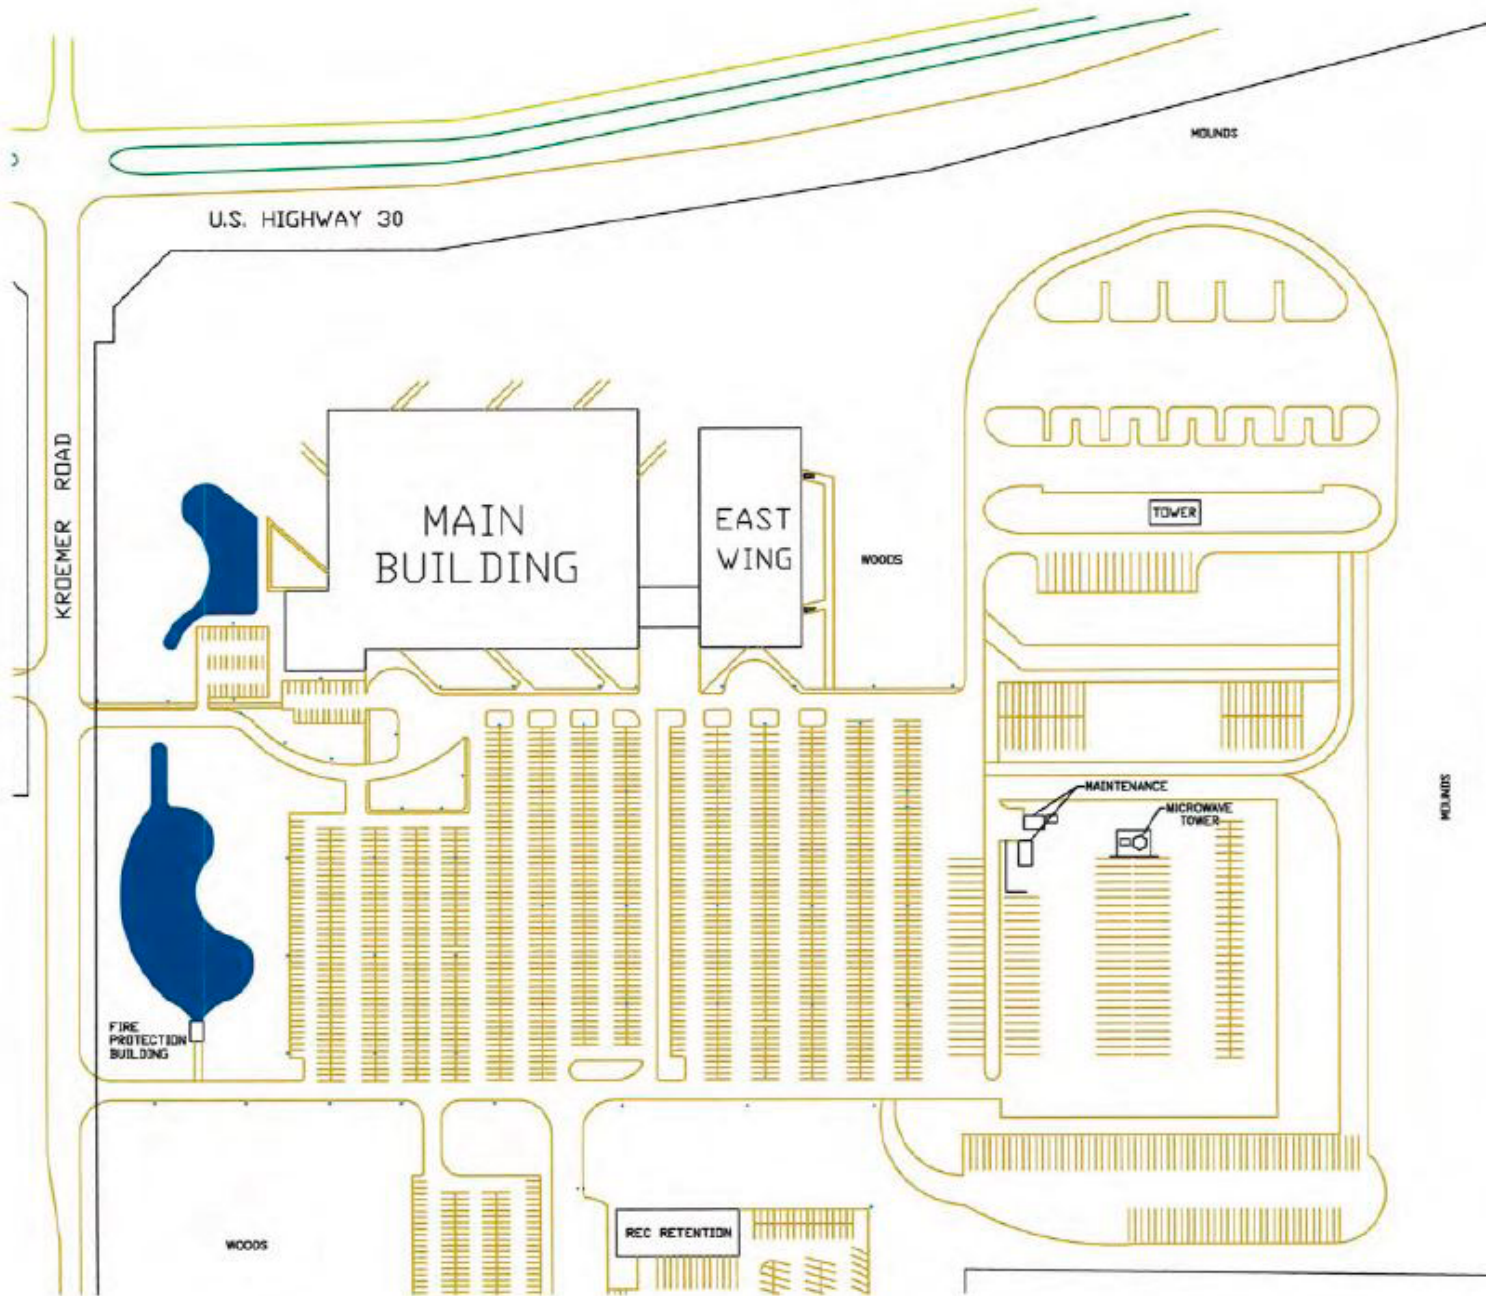 MOUNDS
U.S. HIGHWAY 30
KROEMER ROAD
MAIN
BUILDING
EAST
WING
TOWER
WOODS
MAINTENANCE
MICROWAVE
TOWER
MOUNDS
FIRE
PROTECTION
BUILDING
REC RETENTION
WOODS